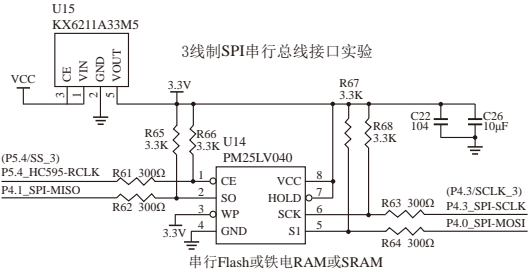 U15
KX6211A33M5
3线制SPI串行总线接口实验
CE
VIN
GND
VOUT
VCC
3
1
2
5
3.3V
R67
3.3K
R65
3.3K
R66
3.3K
U14
PM25LV040
R68
3.3K
C22
104
C26
10μF
(P5.4/SS_3)
P5.4_HC595-RCLK
R61 300Ω
1
CE
VCC
8
P4.1_SPI-MISO
R62 300Ω
2
SO
HOLD
7
3
WP
SCK
6
R63 300Ω
(P4.3/SCLK_3)
P4.3_SPI-SCLK
3.3V
4
GND
S1
5
R64 300Ω
P4.0_SPI-MOSI
串行Flash或铁电RAM或SRAM